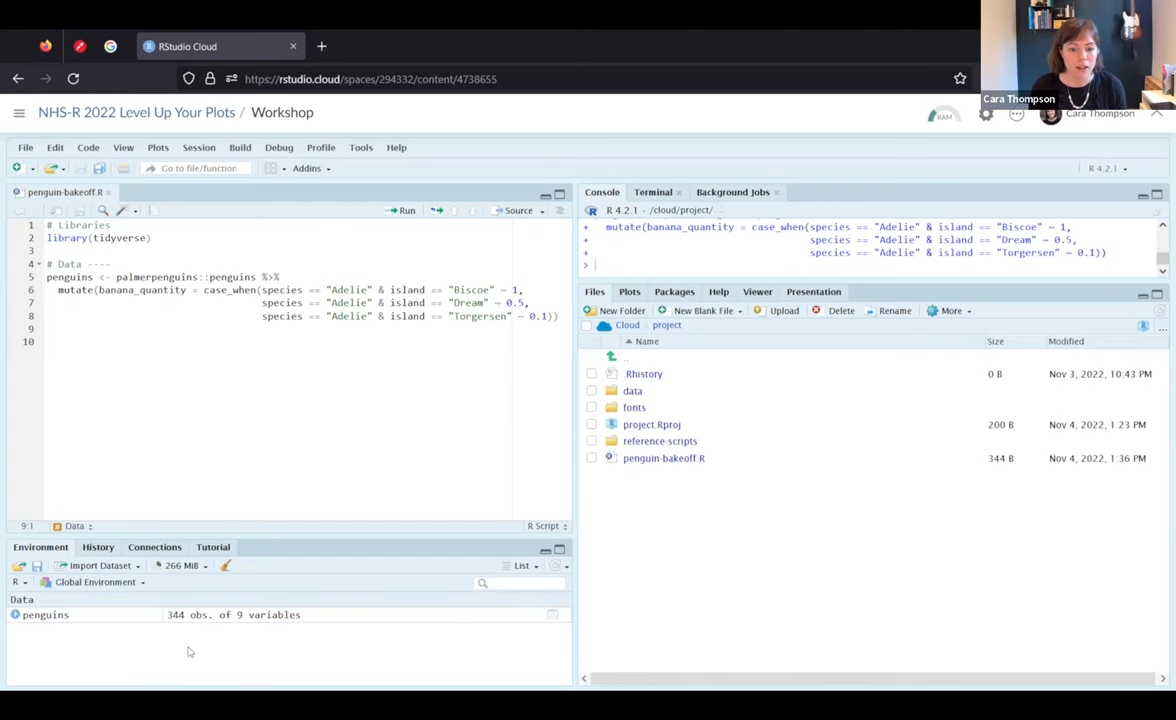 RStudio Cloud
https://rstudio.cloud/spaces/294332/content/4738655
Cara Thompson
NHS-R 2022 Level Up Your Plots / Workshop
RAM
Cara Thompson
File Edit Code View Plots Session Build Debug Profile Tools Help
Go to file/function Addins R 4.2.1
penguin-bakeoff.R
Run Source
1 # Libraries
2 library(tidyverse)
3
4 # Data ----
5 penguins <- palmerpenguins::penguins %>%
6 mutate(banana_quantity = case_when(species == "Adelie" & island == "Biscoe" ~ 1,
7 species == "Adelie" & island == "Dream" ~ 0.5,
8 species == "Adelie" & island == "Torgersen" ~ 0.1))
9
10
9:1 Data R Script
Environment History Connections Tutorial
Import Dataset 266 MiB List
R Global Environment
Data
penguins 344 obs. of 9 variables
Console Terminal Background Jobs
R 4.2.1 · /cloud/project/
+ mutate(banana_quantity = case_when(species == "Adelie" & island == "Biscoe" ~ 1,
+ species == "Adelie" & island == "Dream" ~ 0.5,
+ species == "Adelie" & island == "Torgersen" ~ 0.1))
>
Files Plots Packages Help Viewer Presentation
New Folder New Blank File Upload Delete Rename More
Cloud project
Name Size Modified
..
.Rhistory 0 B Nov 3, 2022, 10:43 PM
data
fonts
project.Rproj 200 B Nov 4, 2022, 1:23 PM
reference-scripts
penguin-bakeoff.R 344 B Nov 4, 2022, 1:36 PM